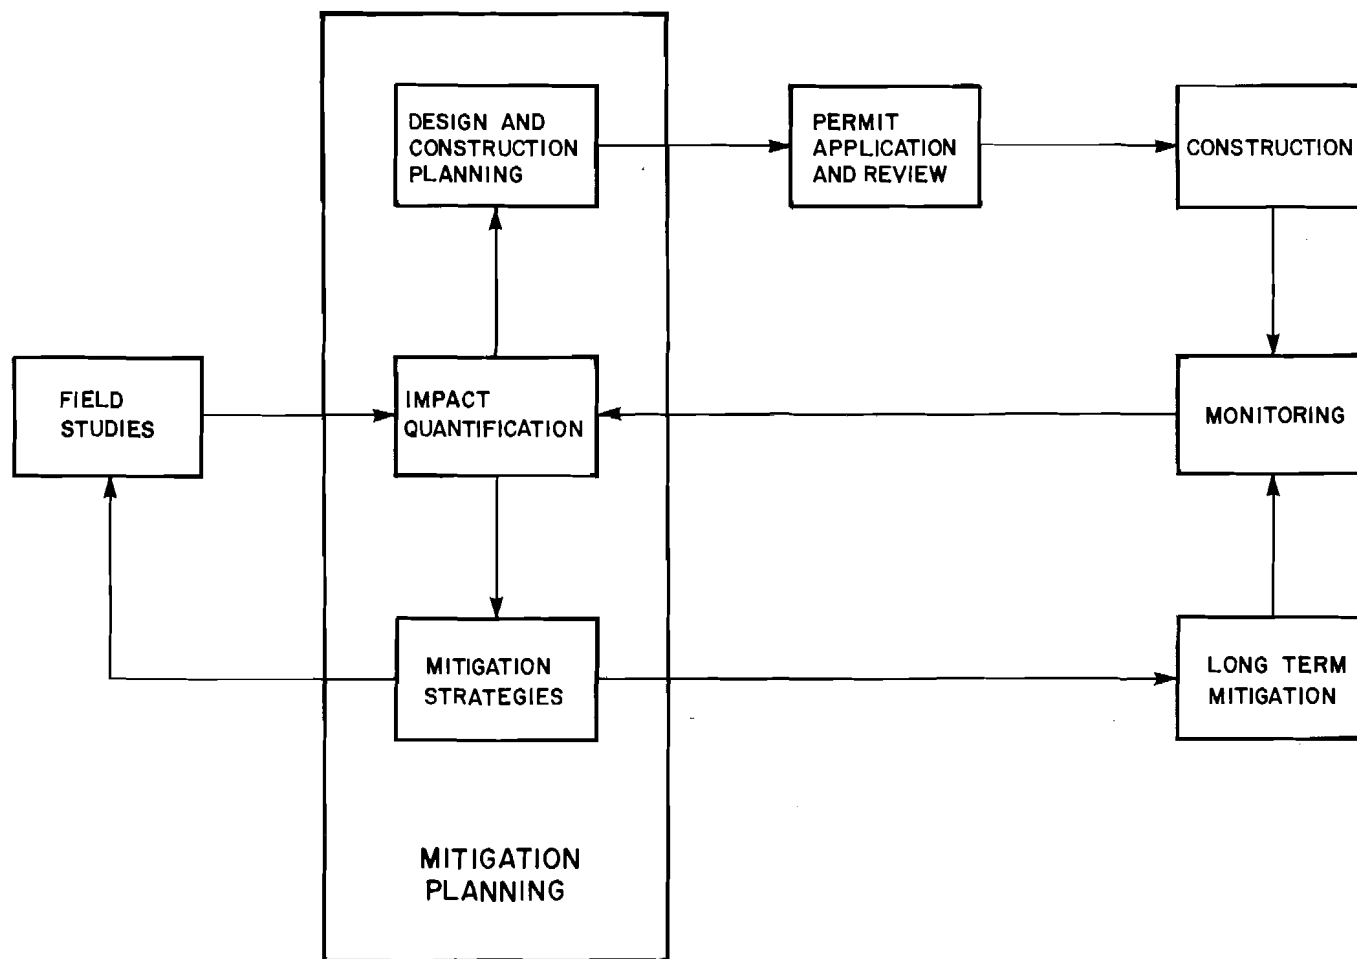 DESIGN AND
CONSTRUCTION
PLANNING
PERMIT
APPLICATION
AND REVIEW
CONSTRUCTION
FIELD
STUDIES
IMPACT
QUANTIFICATION
MONITORING
MITIGATION
STRATEGIES
LONG TERM
MITIGATION
MITIGATION
PLANNING